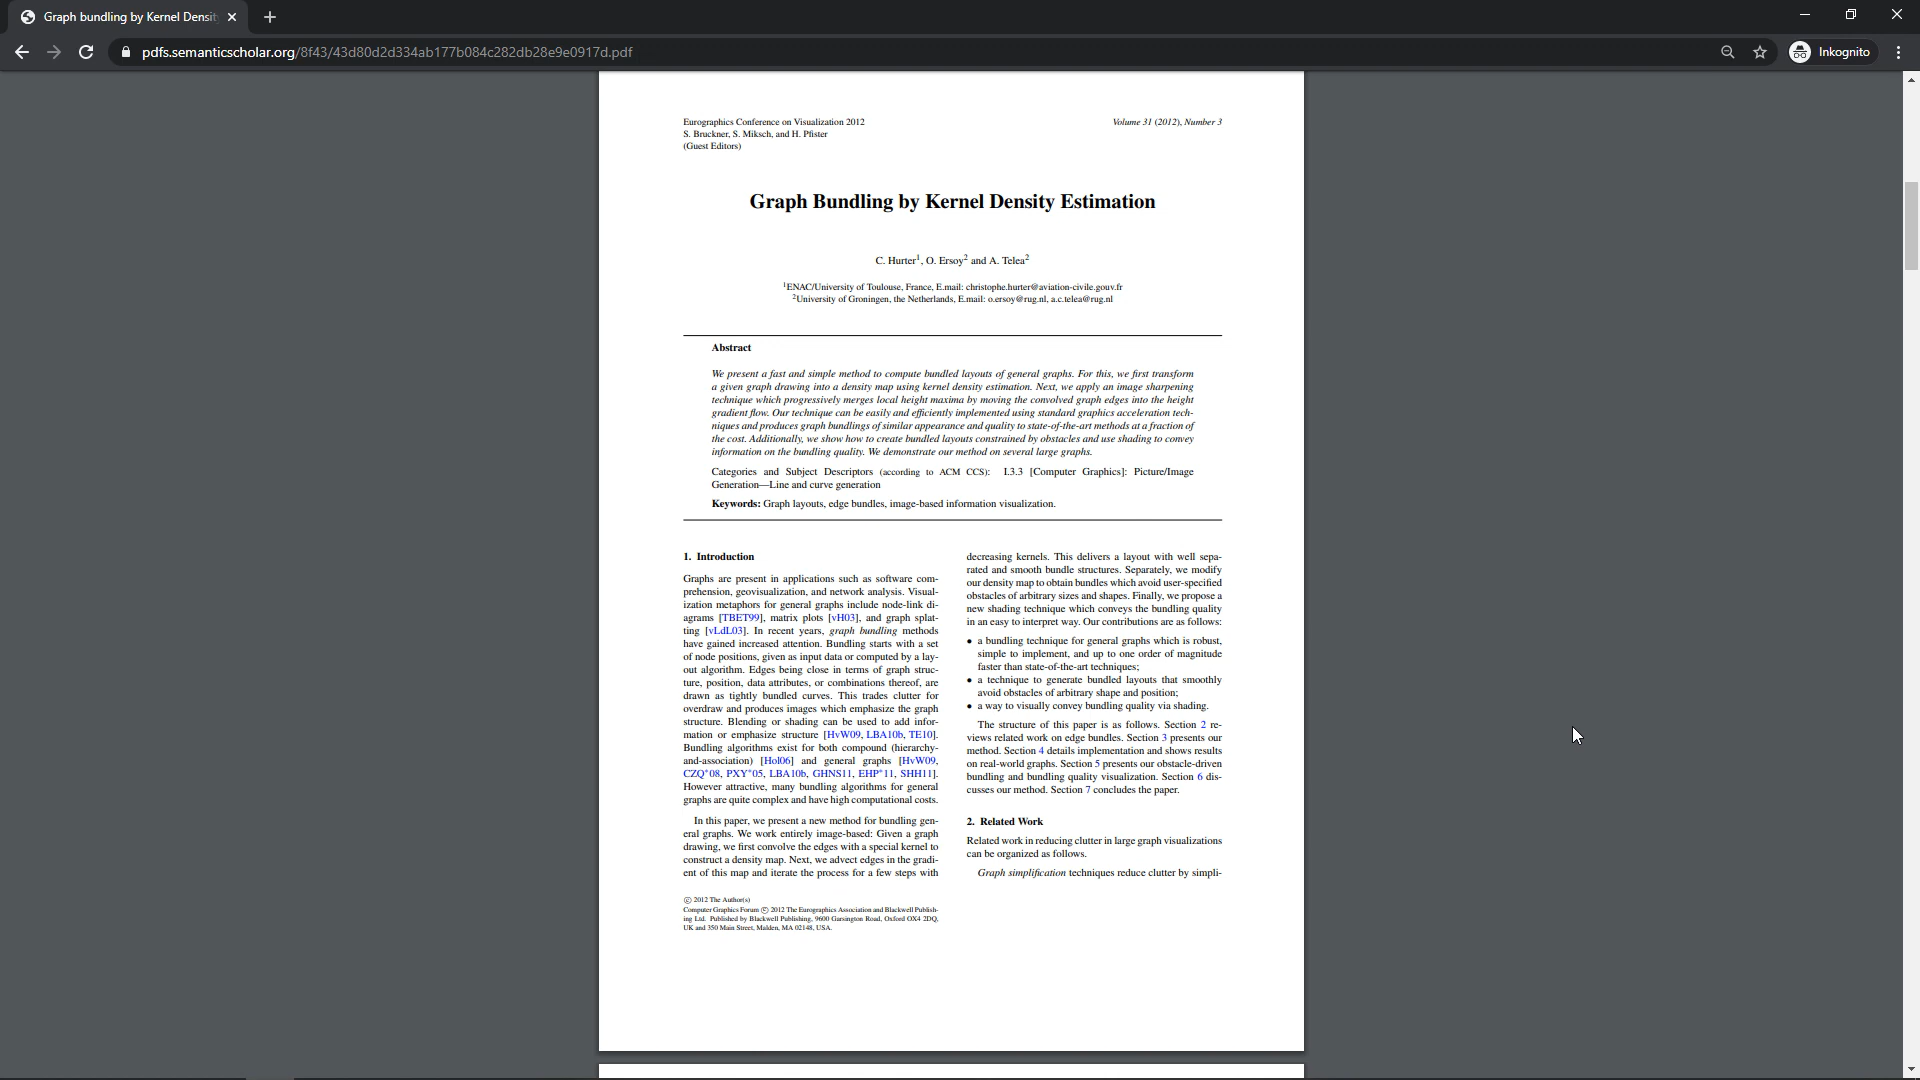 Graph bundling by Kernel Densit
pdfs.semanticscholar.org/8f43/43d80d2d334ab177b084c282db28e9e0917d.pdf
Inkognito
Eurographics Conference on Visualization 2012
S. Bruckner, S. Miksch, and H. Pfister
(Guest Editors)
Volume 31 (2012), Number 3
Graph Bundling by Kernel Density Estimation
C. Hurter1, O. Ersoy2 and A. Telea2
1ENAC/University of Toulouse, France, E.mail: christophe.hurter@aviation-civile.gouv.fr
2University of Groningen, the Netherlands, E.mail: o.ersoy@rug.nl, a.c.telea@rug.nl
Abstract
We present a fast and simple method to compute bundled layouts of general graphs. For this, we first transform
a given graph drawing into a density map using kernel density estimation. Next, we apply an image sharpening
technique which progressively merges local height maxima by moving the convolved graph edges into the height
gradient flow. Our technique can be easily and efficiently implemented using standard graphics acceleration tech-
niques and produces graph bundlings of similar appearance and quality to state-of-the-art methods at a fraction of
the cost. Additionally, we show how to create bundled layouts constrained by obstacles and use shading to convey
information on the bundling quality. We demonstrate our method on several large graphs.
Categories and Subject Descriptors (according to ACM CCS): I.3.3 [Computer Graphics]: Picture/Image
Generation—Line and curve generation
Keywords: Graph layouts, edge bundles, image-based information visualization.
1. Introduction
Graphs are present in applications such as software com-
prehension, geovisualization, and network analysis. Visual-
ization metaphors for general graphs include node-link di-
agrams [TBET99], matrix plots [vH03], and graph splat-
ting [vLdL03]. In recent years, graph bundling methods
have gained increased attention. Bundling starts with a set
of node positions, given as input data or computed by a lay-
out algorithm. Edges being close in terms of graph struc-
ture, position, data attributes, or combinations thereof, are
drawn as tightly bundled curves. This trades clutter for
overdraw and produces images which emphasize the graph
structure. Blending or shading can be used to add infor-
mation or emphasize structure [HvW09, LBA10b, TE10].
Bundling algorithms exist for both compound (hierarchy-
and-association) [Hol06] and general graphs [HvW09,
CZQ*08, PXY*05, LBA10b, GHNS11, EHP*11, SHH11].
However attractive, many bundling algorithms for general
graphs are quite complex and have high computational costs.
In this paper, we present a new method for bundling gen-
eral graphs. We work entirely image-based: Given a graph
drawing, we first convolve the edges with a special kernel to
construct a density map. Next, we advect edges in the gradi-
ent of this map and iterate the process for a few steps with
© 2012 The Author(s)
Computer Graphics Forum © 2012 The Eurographics Association and Blackwell Publish-
ing Ltd. Published by Blackwell Publishing, 9600 Garsington Road, Oxford OX4 2DQ,
UK and 350 Main Street, Malden, MA 02148, USA.
decreasing kernels. This delivers a layout with well sepa-
rated and smooth bundle structures. Separately, we modify
our density map to obtain bundles which avoid user-specified
obstacles of arbitrary sizes and shapes. Finally, we propose a
new shading technique which conveys the bundling quality
in an easy to interpret way. Our contributions are as follows:
• a bundling technique for general graphs which is robust,
simple to implement, and up to one order of magnitude
faster than state-of-the-art techniques;
• a technique to generate bundled layouts that smoothly
avoid obstacles of arbitrary shape and position;
• a way to visually convey bundling quality via shading.
The structure of this paper is as follows. Section 2 re-
views related work on edge bundles. Section 3 presents our
method. Section 4 details implementation and shows results
on real-world graphs. Section 5 presents our obstacle-driven
bundling and bundling quality visualization. Section 6 dis-
cusses our method. Section 7 concludes the paper.
2. Related Work
Related work in reducing clutter in large graph visualizations
can be organized as follows.
Graph simplification techniques reduce clutter by simpli-